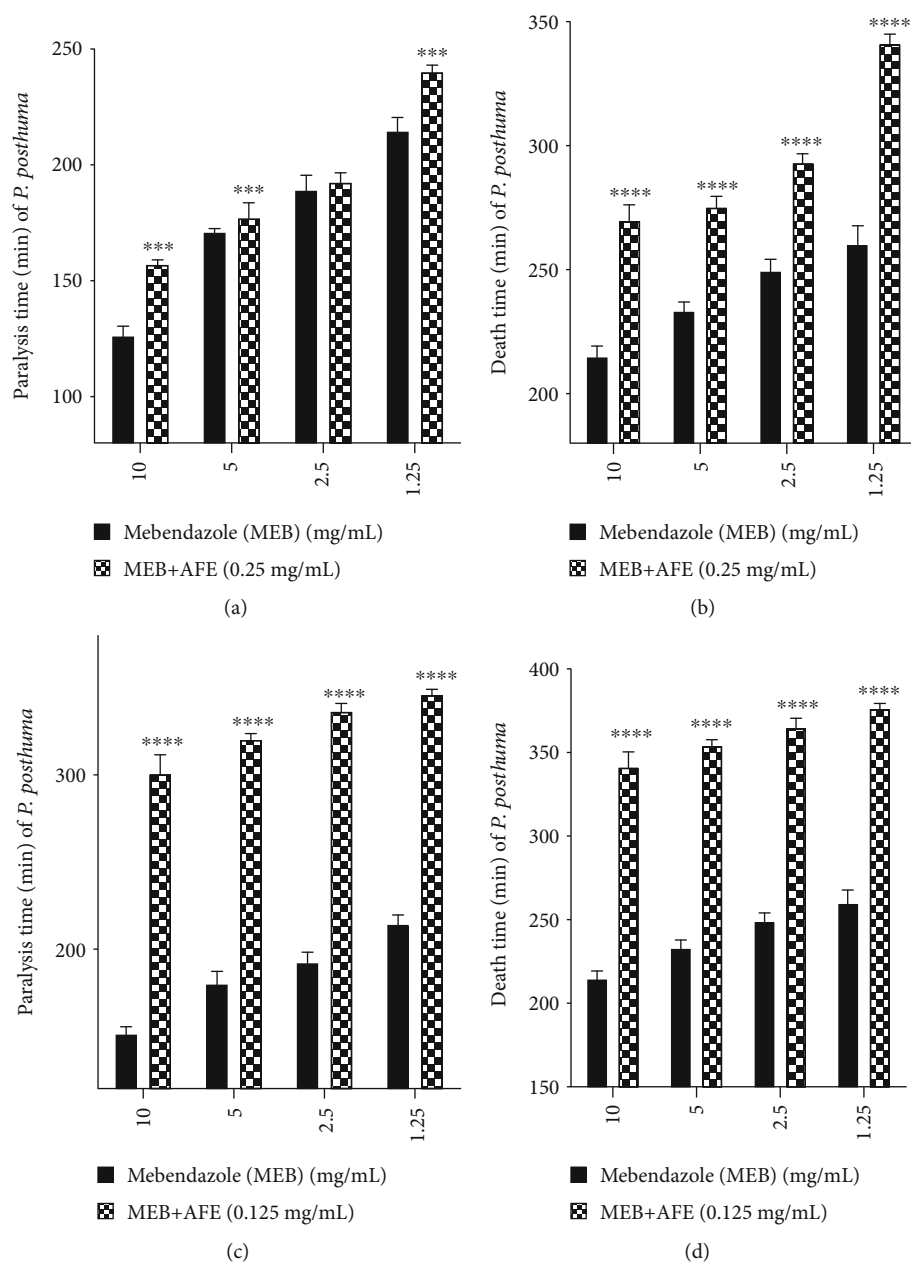 Paralysis time (min) of P. posthuma
250
200
150
100
***
***
***
10
5
2.5
1.25
Mebendazole (MEB) (mg/mL)
MEB+AFE (0.25 mg/mL)
(a)
Death time (min) of P. posthuma
350
300
250
200
****
****
****
****
10
5
2.5
1.25
Mebendazole (MEB) (mg/mL)
MEB+AFE (0.25 mg/mL)
(b)
Paralysis time (min) of P. posthuma
300
200
****
****
****
****
10
5
2.5
1.25
Mebendazole (MEB) (mg/mL)
MEB+AFE (0.125 mg/mL)
(c)
Death time (min) of P. posthuma
400
350
300
250
200
150
****
****
****
****
10
5
2.5
1.25
Mebendazole (MEB) (mg/mL)
MEB+AFE (0.125 mg/mL)
(d)